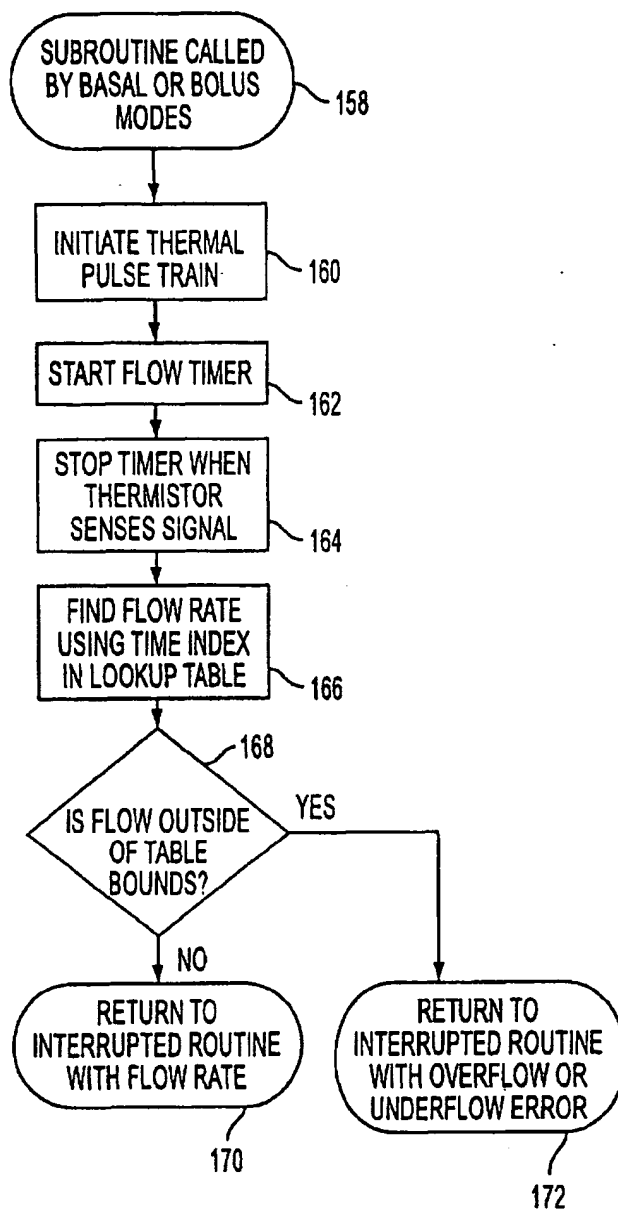 SUBROUTINE CALLED
BY BASAL OR BOLUS
MODES
158
INITIATE THERMAL
PULSE TRAIN
160
START FLOW TIMER
162
STOP TIMER WHEN
THERMISTOR
SENSES SIGNAL
164
FIND FLOW RATE
USING TIME INDEX
IN LOOKUP TABLE
166
168
IS FLOW OUTSIDE
OF TABLE
BOUNDS?
YES
NO
RETURN TO
INTERRUPTED ROUTINE
WITH FLOW RATE
170
RETURN TO
INTERRUPTED ROUTINE
WITH OVERFLOW OR
UNDERFLOW ERROR
172